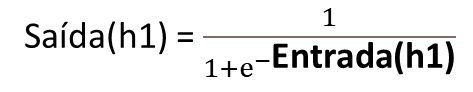 Saída(h1) = 1
1+e−Entrada(h1)